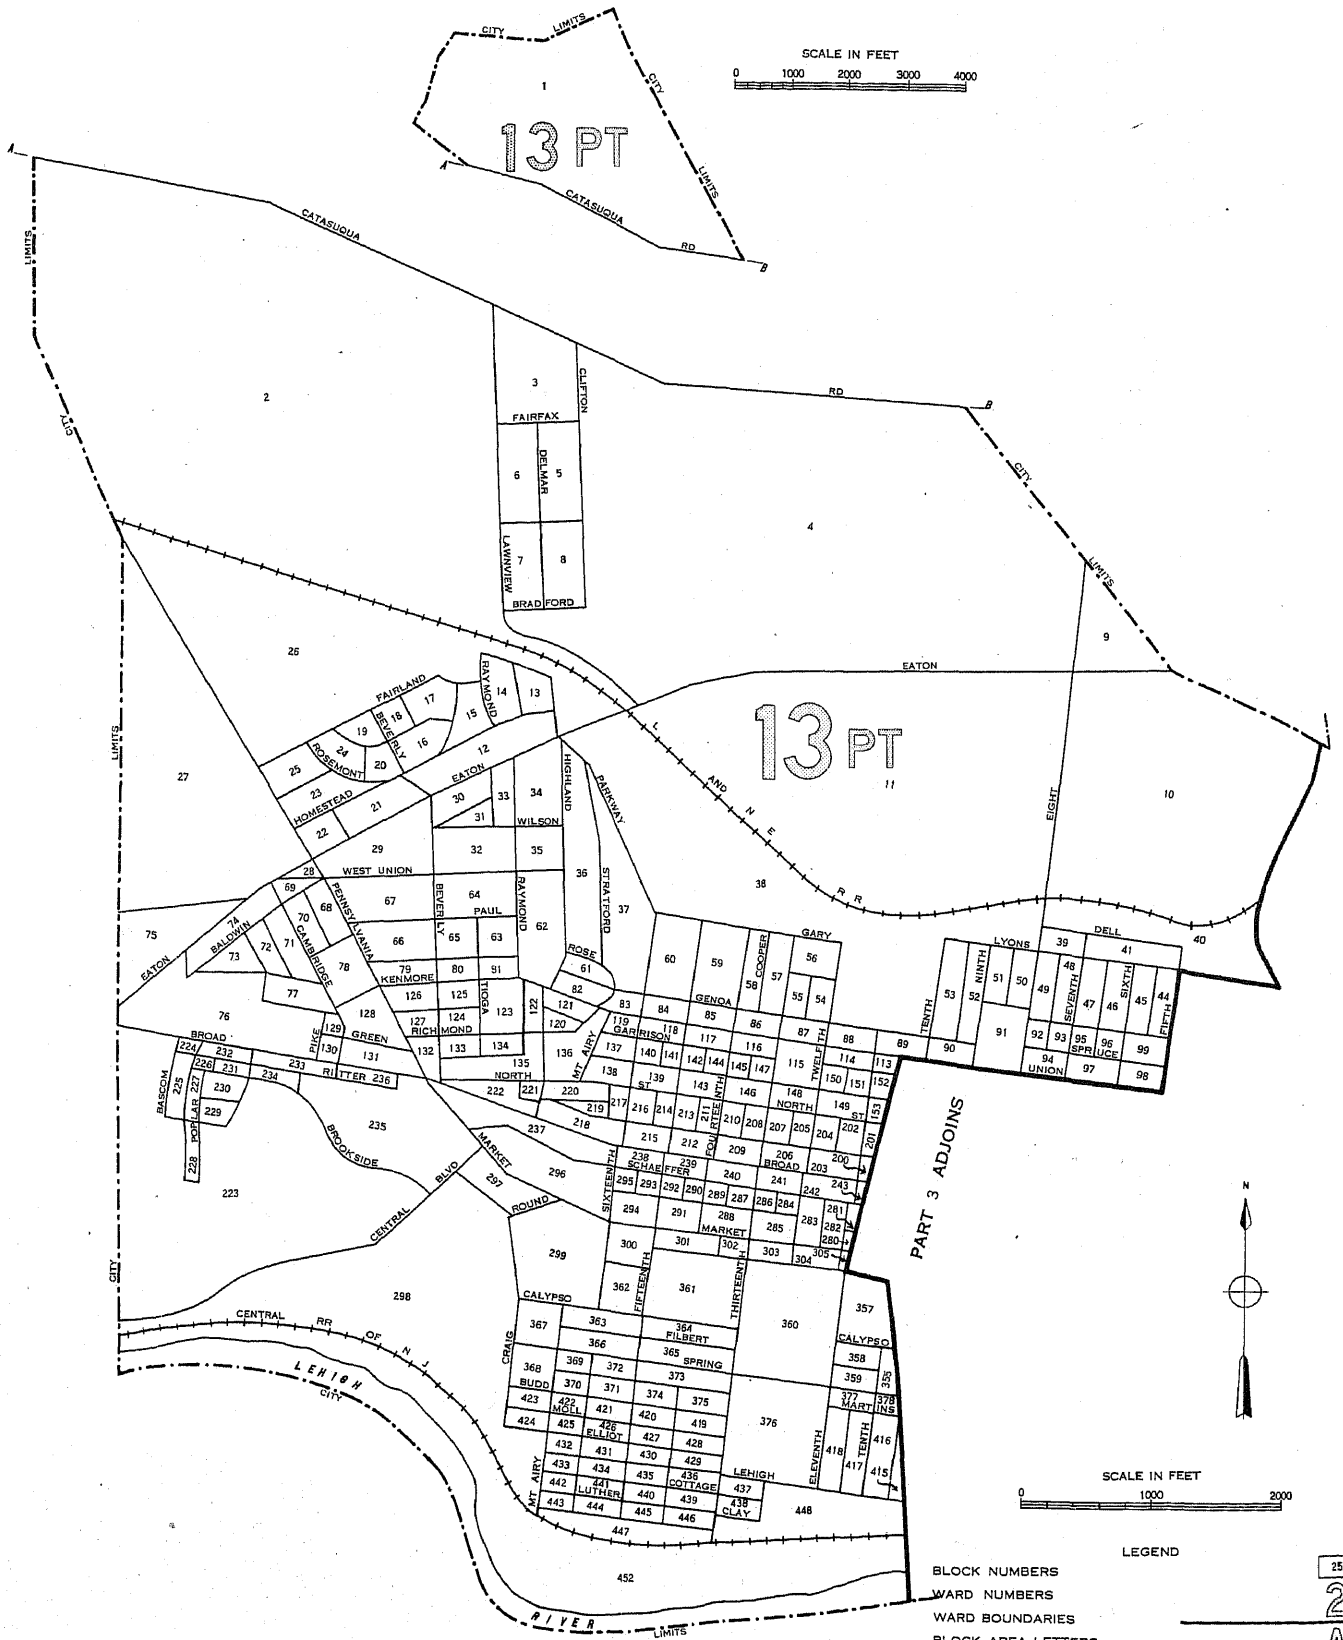 CITY LIMITS
SCALE IN FEET
0 1000 2000 3000 4000
1
CITY
13 PT
LIMITS
A
A
CATASUQUA
RD
B
CATASUQUA
LIMITS
CITY
2
3
CLIFTON
FAIRFAX
RD
B
6 DELMAR 5
CITY
4
LAWNVIEW 7 8
BRADFORD
LIMITS
9
26
EATON
FAIRLAND
RAYMOND 14 13
17
18 15
BEVERLY
19
24 16
ROSEMONT
20 12
25
23
HOMESTEAD
21
22
EATON
27
LIMITS
L AND N E RR
13 PT
11
10
EIGHT
30 33 34
31
WILSON
HIGHLAND
PARKWAY
29
28
WEST UNION
32 35
36
STRATFORD
37
38
69
68
70
67
64
PAUL
BEVERLY
RAYMOND
62
PENNSYLVANIA
74
75
BALDWIN
EATON
73 72 71
CAMBRIDGE
78
66 65 63
79 80 91
KENMORE
ROSE
61
82
60 59
58 COOPER 57
GARY
56
55 54
LYONS
39
DELL
41
40
53 52 NINTH 51 50 49 48 SEVENTH 47 46 SIXTH 45 44 FIFTH
TENTH
77
76
128
126 125 TIOGA 123 122 121
127 124
RICHMOND
120
83 84 GENOA 85 86 87 TWELFTH 88 89 90
91
92 93 95 96 99
SPRUCE
94
UNION
97 98
PIKE 129
130
GREEN
131
132 133 134
135
136
MT AIRY
119 GARRISON
118 117 116
115
114 113
137 140 141 142 144 145 147
138 139
ST
143
146
148
150 151 152
149
153
BROAD
224 232
226 231 234 233 RITTER 236
225
BASCOM
POPLAR 227
230
229
228
NORTH
222 221 220
219
218
217 216 214 213 211
FOURTEENTH
210 208 207 205 204 202 201
NORTH ST
235
BROOKSIDE
237
215 212 209 206
BROAD
203 200
238
SCHAEFFER
239 240 241 242 243
MARKET
296
297
ROUND
SIXTEENTH
295 293 292 290 289 287 286 284
283
281
282
280
294 291 288
MARKET
285
PART 3 ADJOINS
223
CENTRAL BLVD
299
300
301 302 303 304 305
362 FIFTEENTH
361
THIRTEENTH
360
357
N
CITY
298
CENTRAL RR OF N J
CALYPSO
367 363
364
FILBERT
366
365 SPRING
CALYPSO
358
359
355
LEHIGH
CITY
CRAIG
368
369 372 373
BUDD 370 371 374 375
376
377 378
MARTINS
423 422 421 420 419
MOLL
424 425 426 427 428
ELLIOT
432 431 430 429
ELEVENTH 418 417 TENTH 416
415
MT AIRY
433 434 435 436
COTTAGE
LEHIGH
437
442 441 440 439
LUTHER
438
CLAY
443 444 445 446
448
447
452
RIVER
LIMITS
SCALE IN FEET
0 1000 2000
LEGEND
BLOCK NUMBERS 25
WARD NUMBERS 2
WARD BOUNDARIES
BLOCK AREA LETTERS A